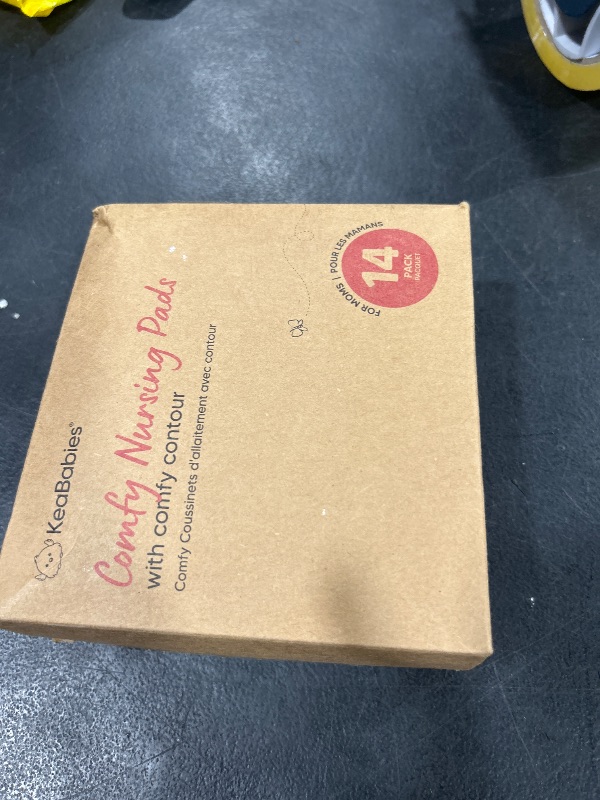 KeaBabies®
Comfy Nursing Pads
with comfy contour
Comfy Coussinets d'allaitement avec contour
FOR MOMS | POUR LES MAMANS
14
PACK
PACQUET